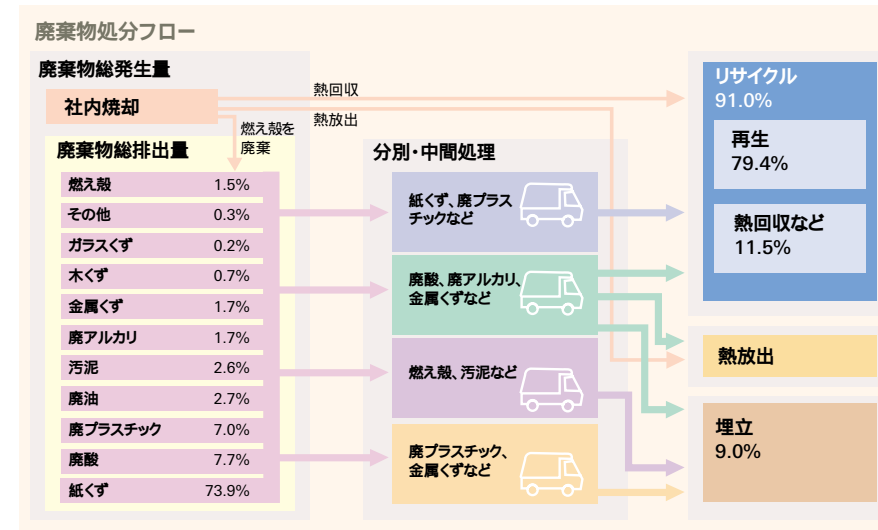 廃棄物処分フロー
廃棄物総発生量
社内焼却
熱回収
熱放出
燃え殻を
廃棄
廃棄物総排出量
燃え殻 1.5%
その他 0.3%
ガラスくず 0.2%
木くず 0.7%
金属くず 1.7%
廃アルカリ 1.7%
汚泥 2.6%
廃油 2.7%
廃プラスチック 7.0%
廃酸 7.7%
紙くず 73.9%
分別・中間処理
紙くず、廃プラス
チックなど
廃酸、廃アルカリ、
金属くずなど
燃え殻、汚泥など
廃プラスチック、
金属くずなど
リサイクル
91.0%
再生
79.4%
熱回収など
11.5%
熱放出
埋立
9.0%